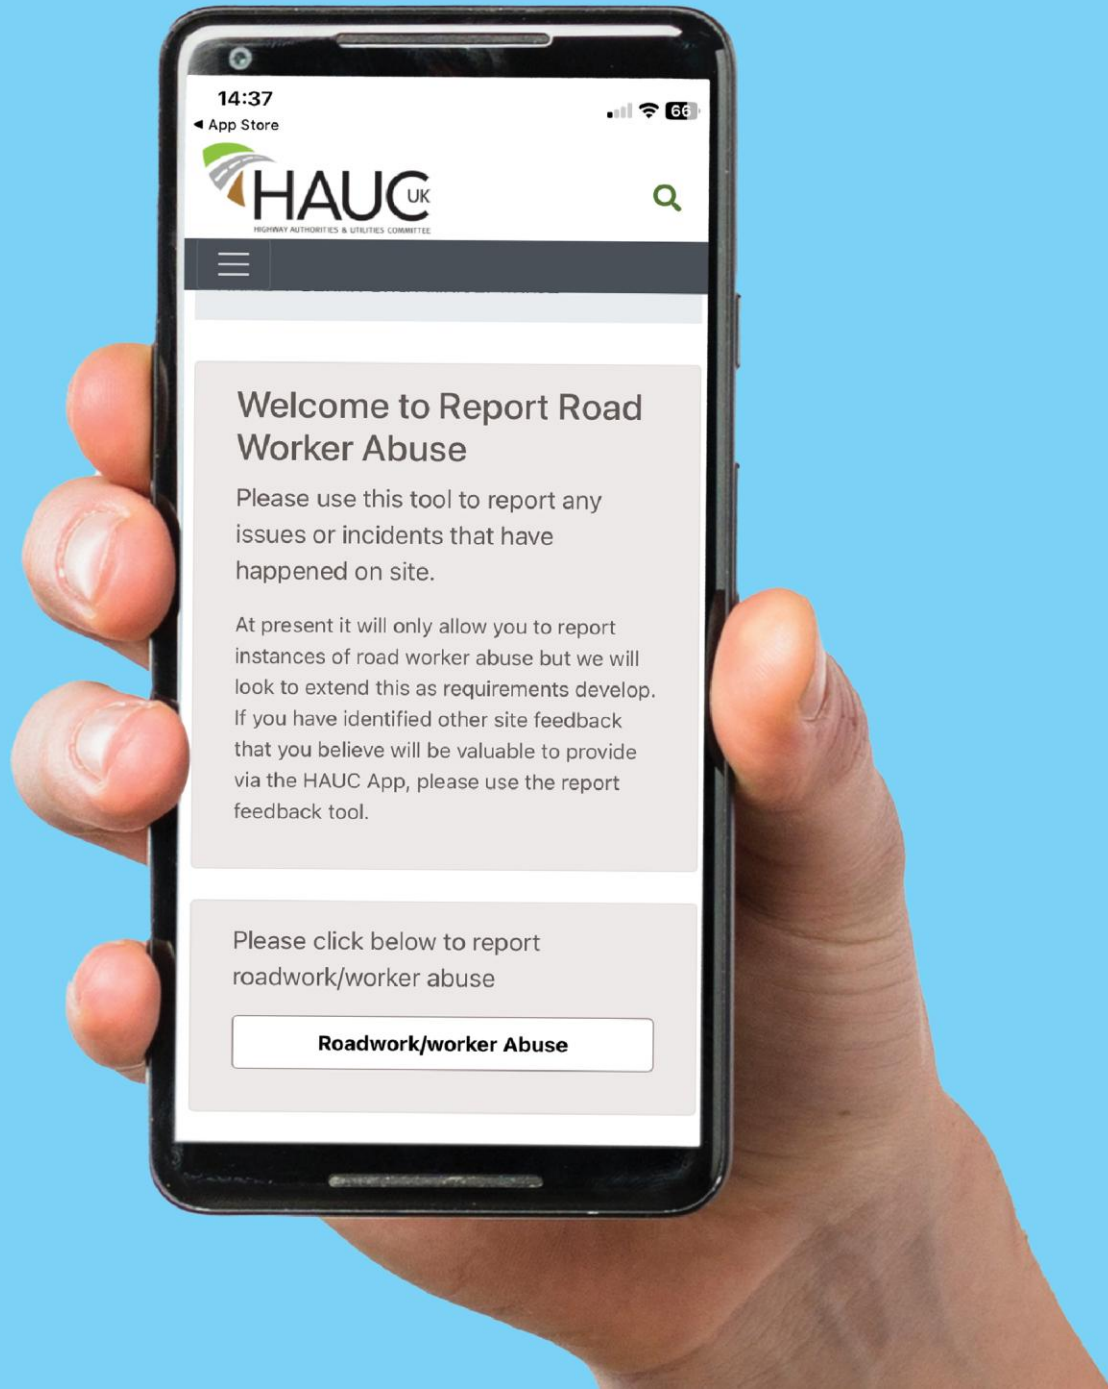 14:37
66
App Store
HAUC UK
HIGHWAY AUTHORITIES & UTILITIES COMMITTEE
Welcome to Report Road
Worker Abuse
Please use this tool to report any
issues or incidents that have
happened on site.
At present it will only allow you to report
instances of road worker abuse but we will
look to extend this as requirements develop.
If you have identified other site feedback
that you believe will be valuable to provide
via the HAUC App, please use the report
feedback tool.
Please click below to report
roadwork/worker abuse
Roadwork/worker Abuse